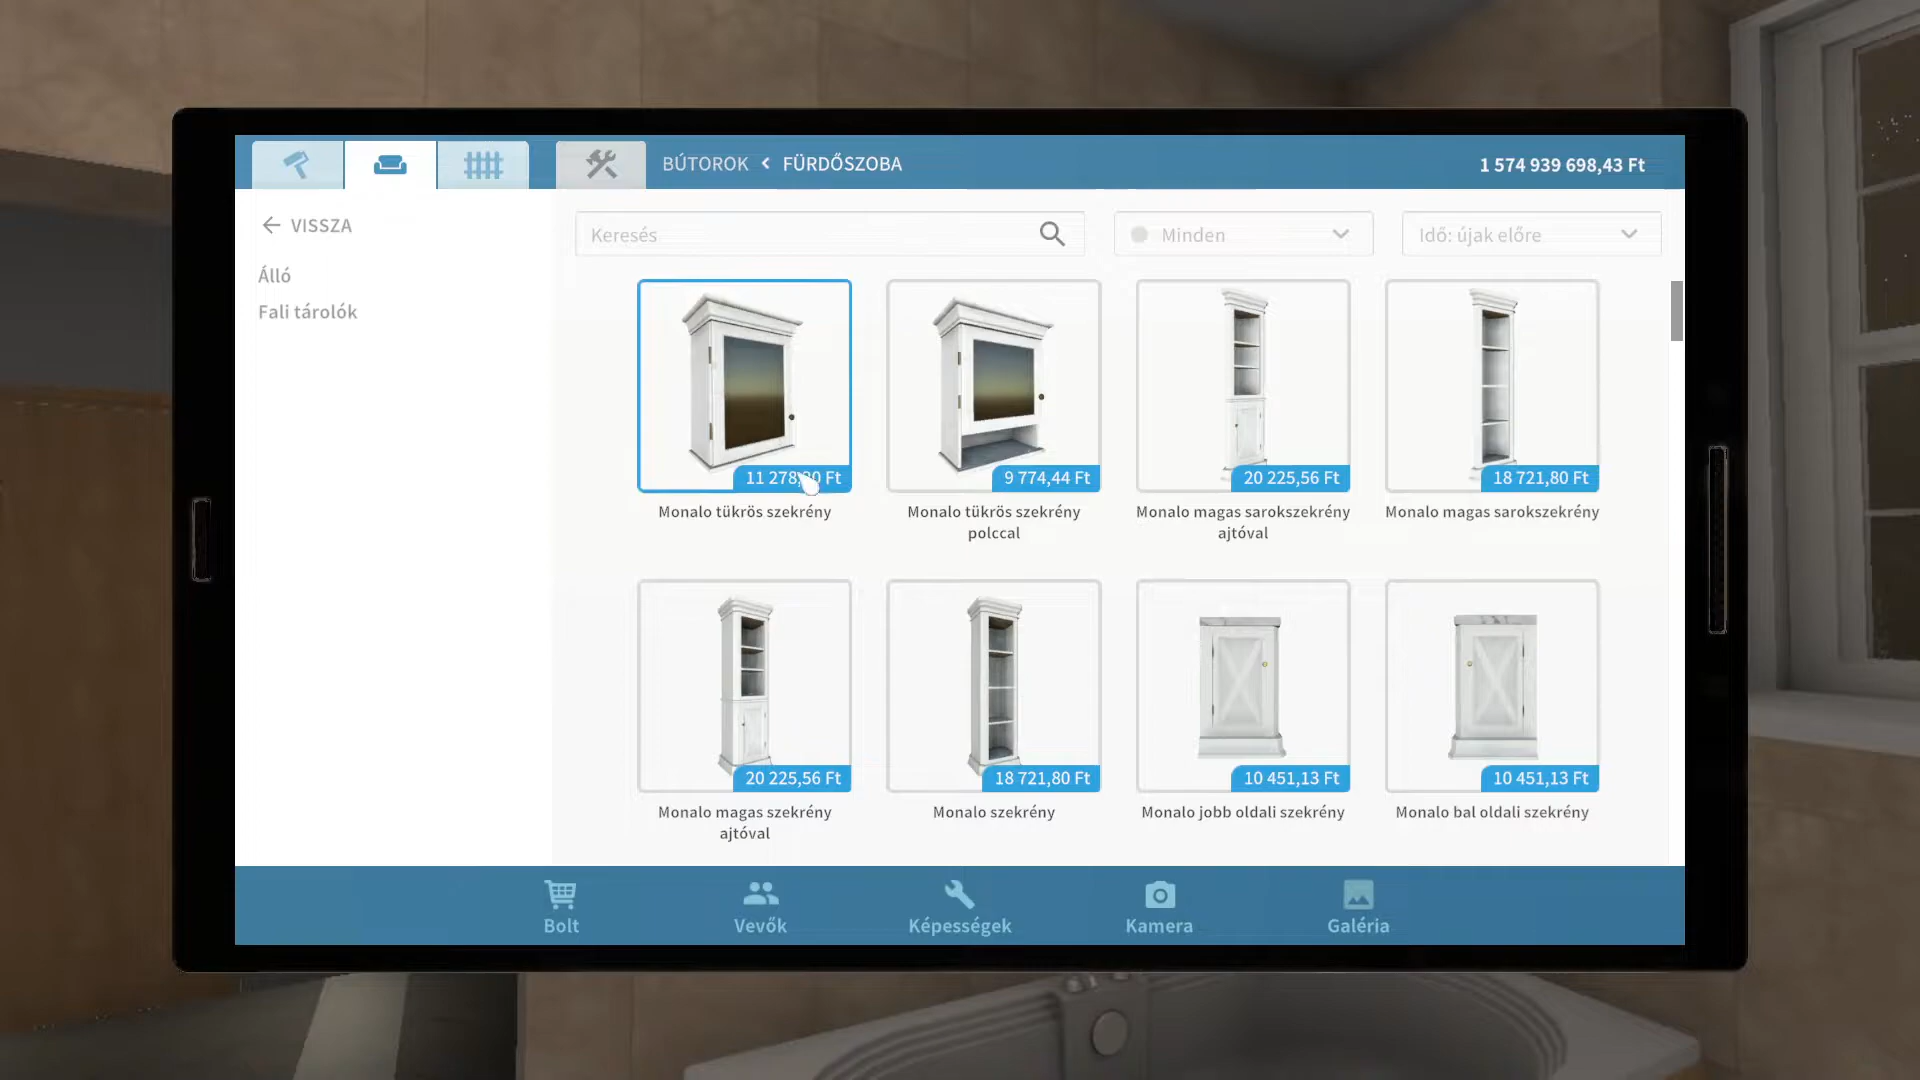 BÚTOROK < FÜRDŐSZOBA
1 574 939 698,43 Ft
VISSZA
Álló
Fali tárolók
Keresés
Minden
Idő: újak előre
Ft
9 774,44 Ft
20 225,56 Ft
18 721,80 Ft
Monalo tükrös szekrény
Monalo tükrös szekrény
polccal
Monalo magas sarokszekrény
ajtóval
Monalo magas sarokszekrény
20 225,56 Ft
18 721,80 Ft
10 451,13 Ft
10 451,13 Ft
Monalo magas szekrény
ajtóval
Monalo szekrény
Monalo jobb oldali szekrény
Monalo bal oldali szekrény
Bolt
Vevők
Képességek
Kamera
Galéria